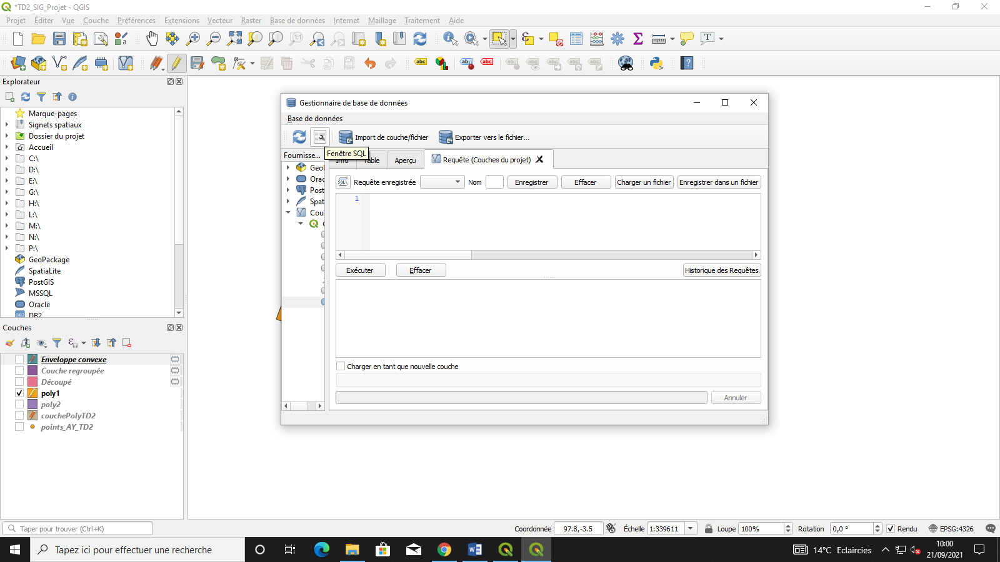 *TD2_SIG_Projet - QGIS
Projet Éditer Vue Couche Préférences Extensions Vecteur Raster Base de données Internet Maillage Traitement Aide
Explorateur
Marque-pages
Signets spatiaux
Dossier du projet
Accueil
C:\
D:\
E:\
G:\
H:\
L:\
M:\
N:\
P:\
GeoPackage
SpatiaLite
PostGIS
MSSQL
Oracle
DB2
Couches
Enveloppe convexe
Couche regroupée
Découpé
poly1
poly2
couchePolyTD2
points_AY_TD2
Gestionnaire de base de données
Base de données
Import de couche/fichier Exporter vers le fichier...
Fournisse...
Fenêtre SQL
Info Table Aperçu Requête (Couches du projet)
Requête enregistrée Nom Enregistrer Effacer Charger un fichier Enregistrer dans un fichier
1
Exécuter Effacer Historique des Requêtes
Charger en tant que nouvelle couche
Annuler
Taper pour trouver (Ctrl+K) Coordonnée 97.8,-3.5 Échelle 1:339611 Loupe 100% Rotation 0,0 ° Rendu EPSG:4326
Tapez ici pour effectuer une recherche
14°C Eclaircies
10:00
21/09/2021